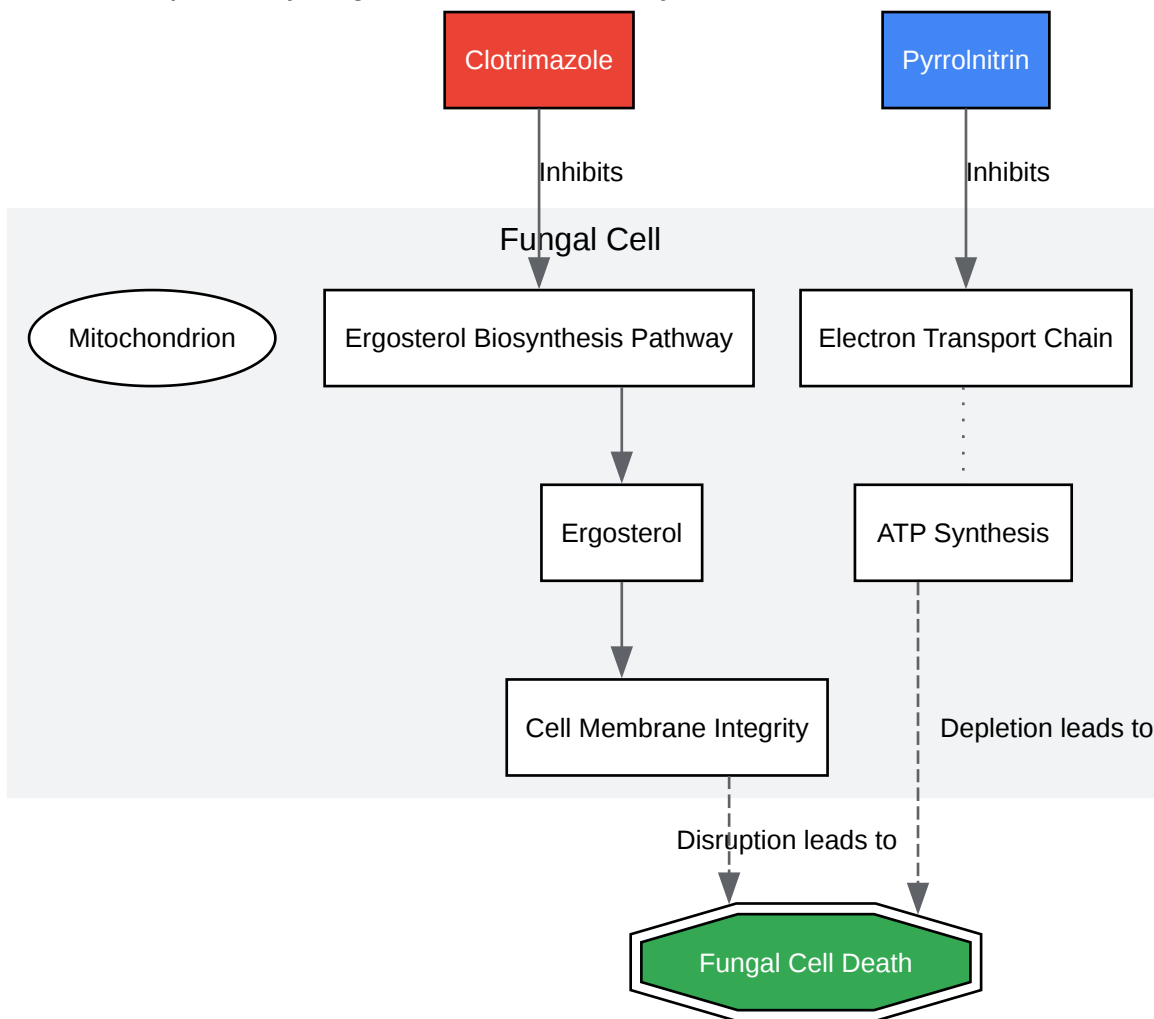 Clotrimazole
Pyrrolnitrin
Inhibits
Inhibits
Fungal Cell
Mitochondrion
Ergosterol Biosynthesis Pathway
Electron Transport Chain
Ergosterol
ATP Synthesis
Cell Membrane Integrity
Depletion leads to
Disruption leads to
Fungal Cell Death